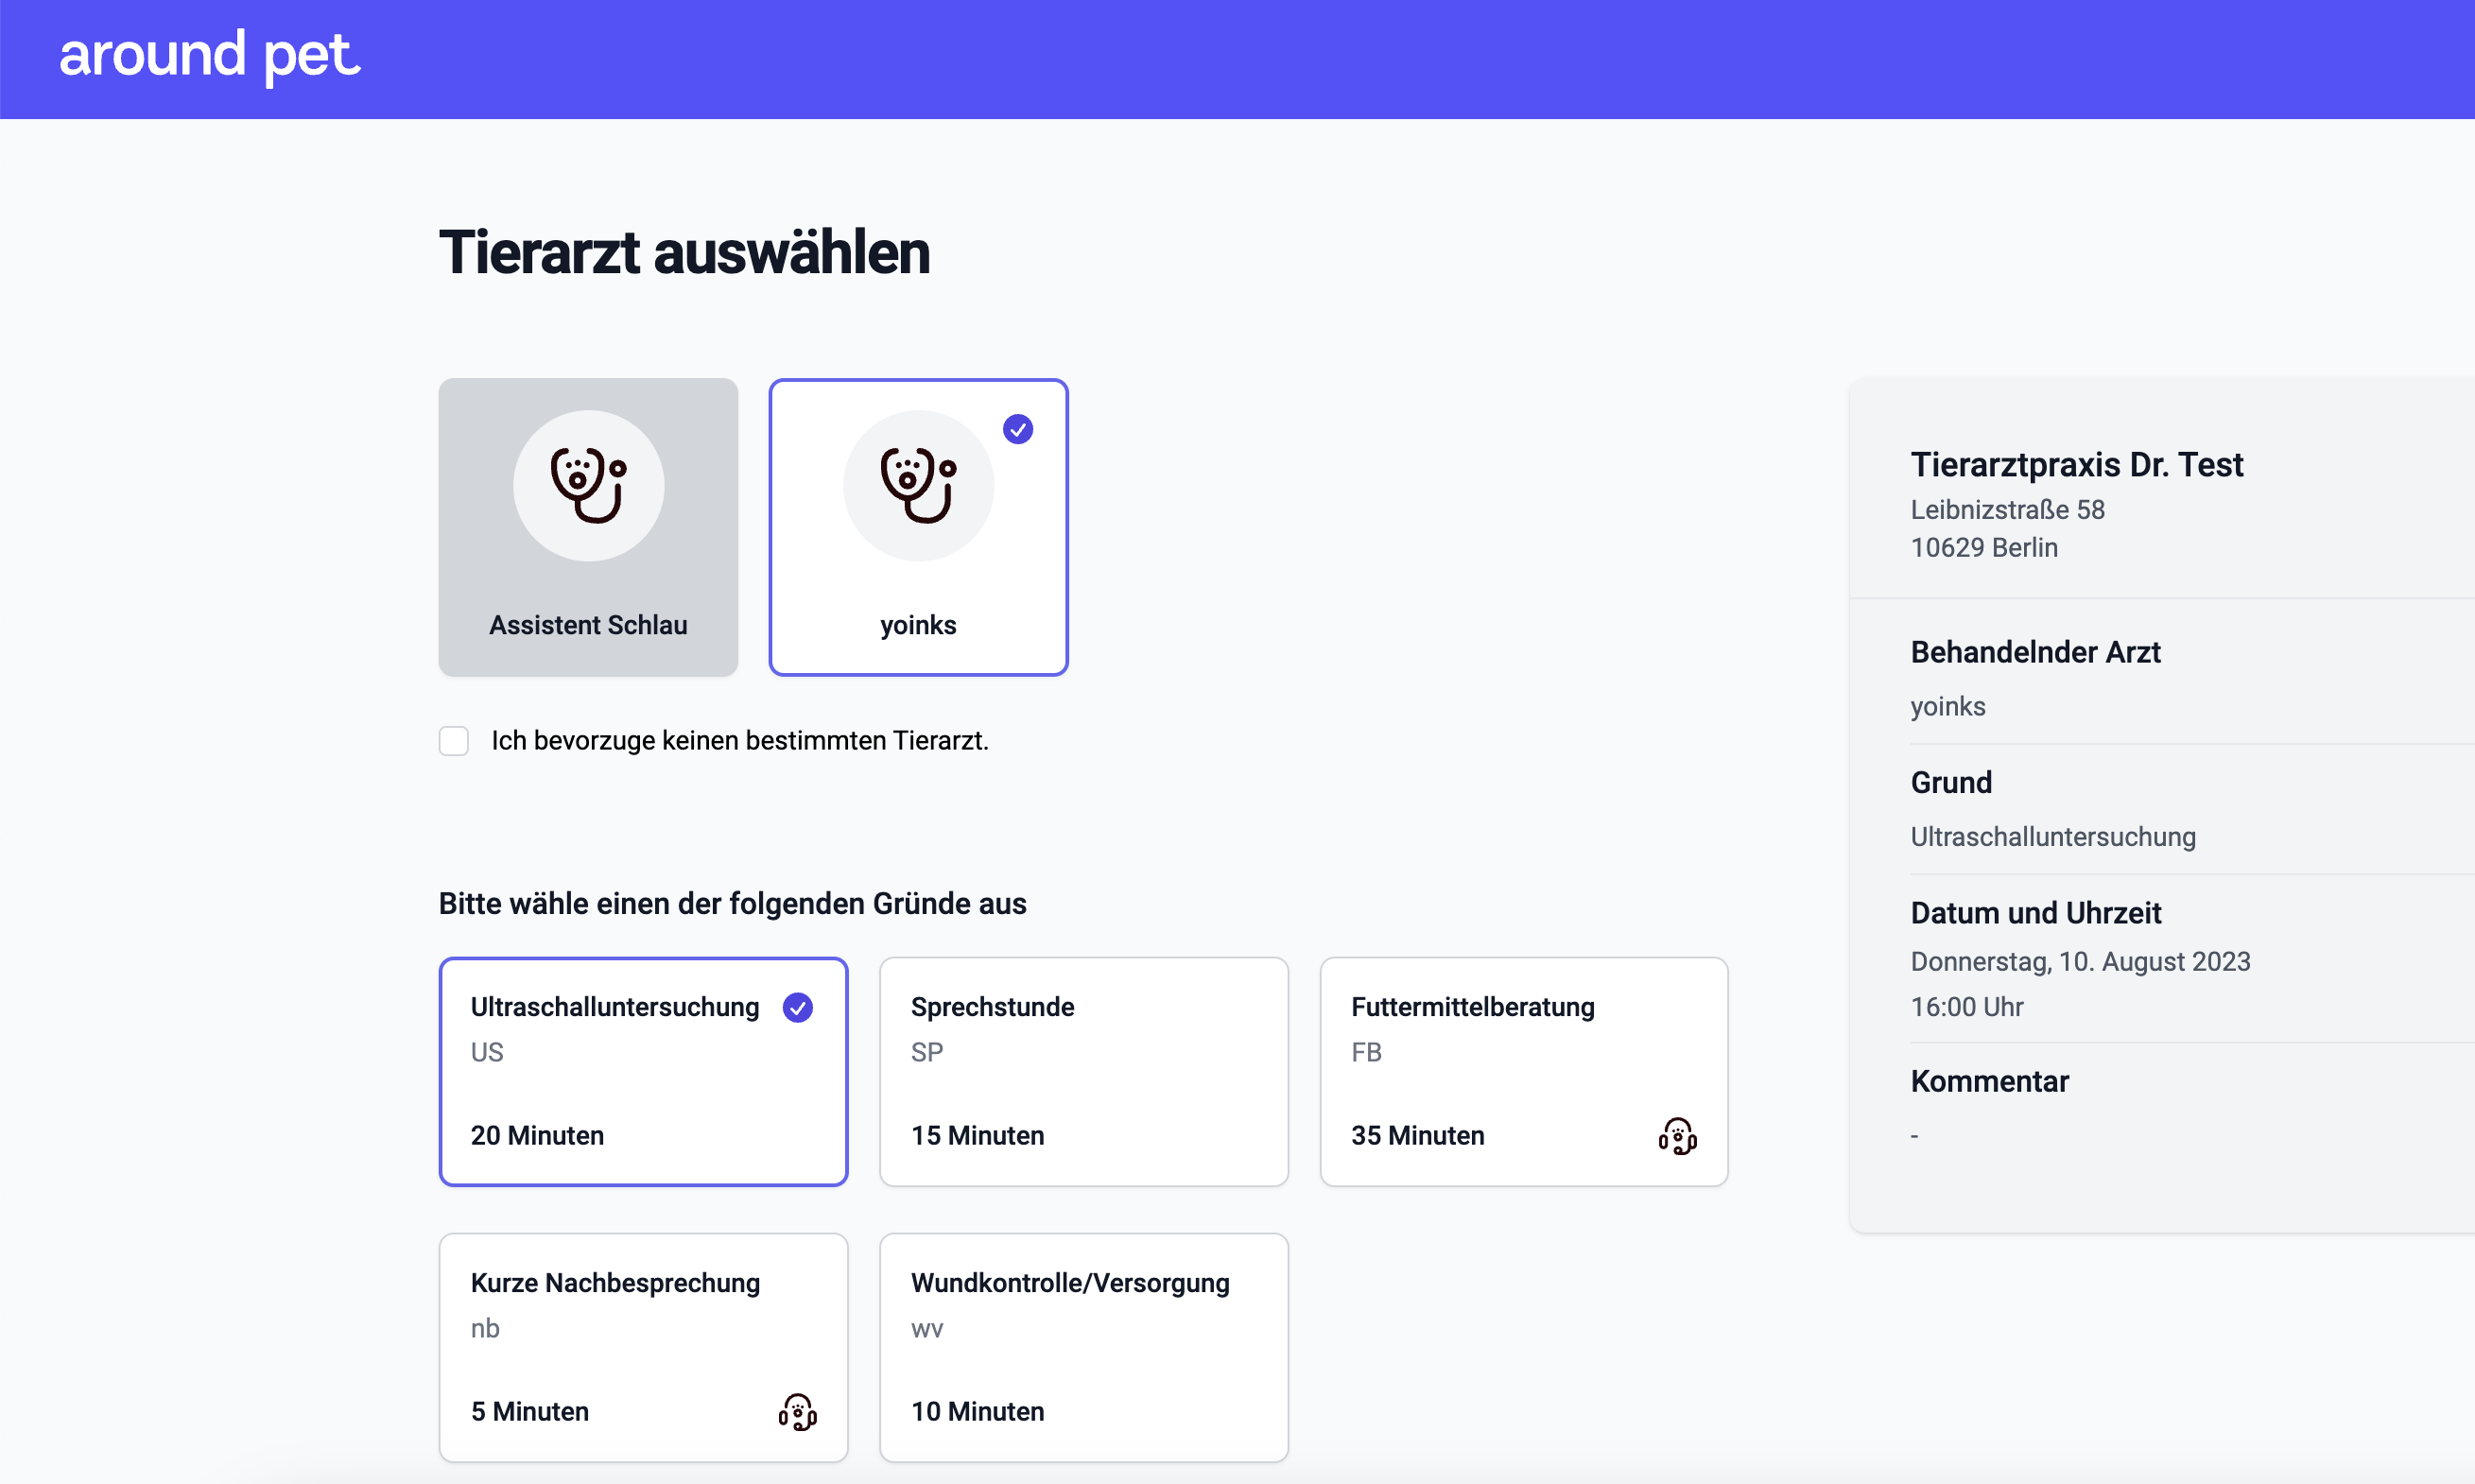 around pet
Tierarzt auswählen
Assistent Schlau
yoinks
Ich bevorzuge keinen bestimmten Tierarzt.
Bitte wähle einen der folgenden Gründe aus
Ultraschalluntersuchung
US
20 Minuten
Sprechstunde
SP
15 Minuten
Futtermittelberatung
FB
35 Minuten
Kurze Nachbesprechung
nb
5 Minuten
Wundkontrolle/Versorgung
wv
10 Minuten
Tierarztpraxis Dr. Test
Leibnizstraße 58
10629 Berlin
Behandelnder Arzt
yoinks
Grund
Ultraschalluntersuchung
Datum und Uhrzeit
Donnerstag, 10. August 2023
16:00 Uhr
Kommentar
-